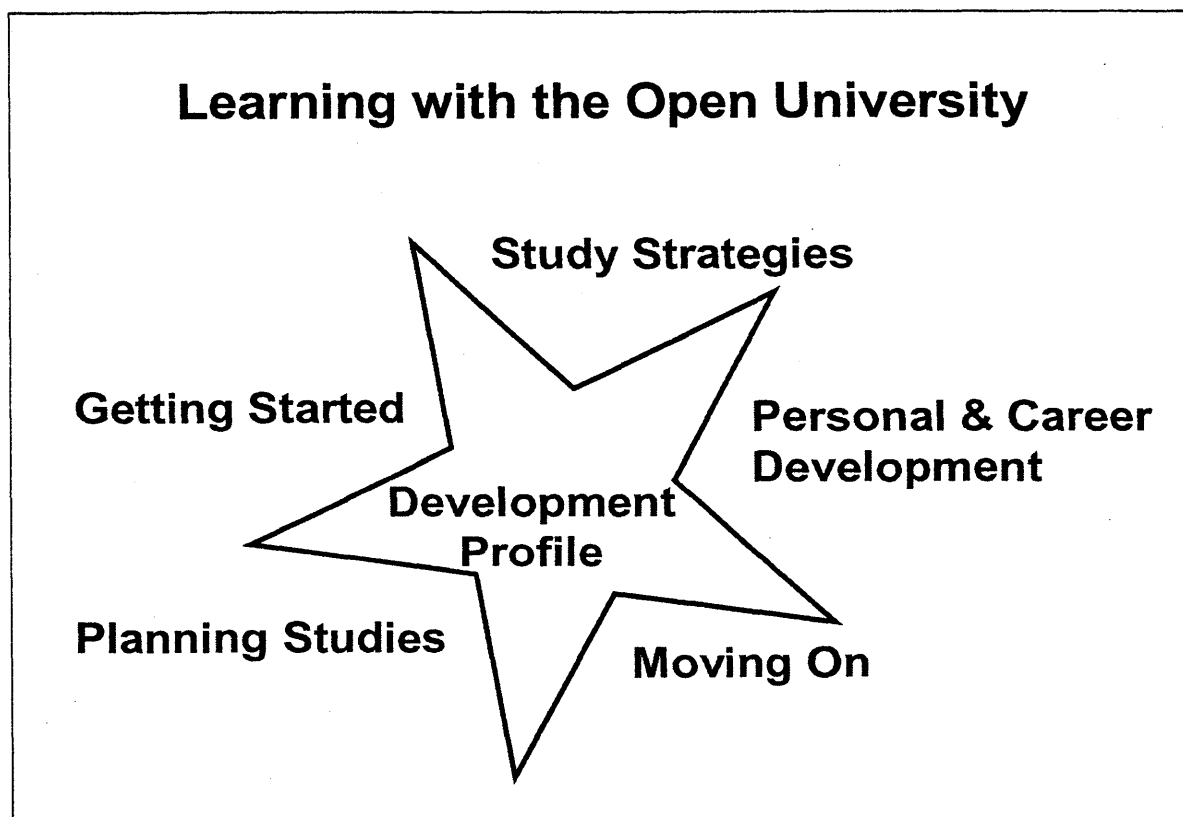 Learning with the Open University
Study Strategies
Getting Started
Personal & Career
Development
Development
Profile
Planning Studies
Moving On